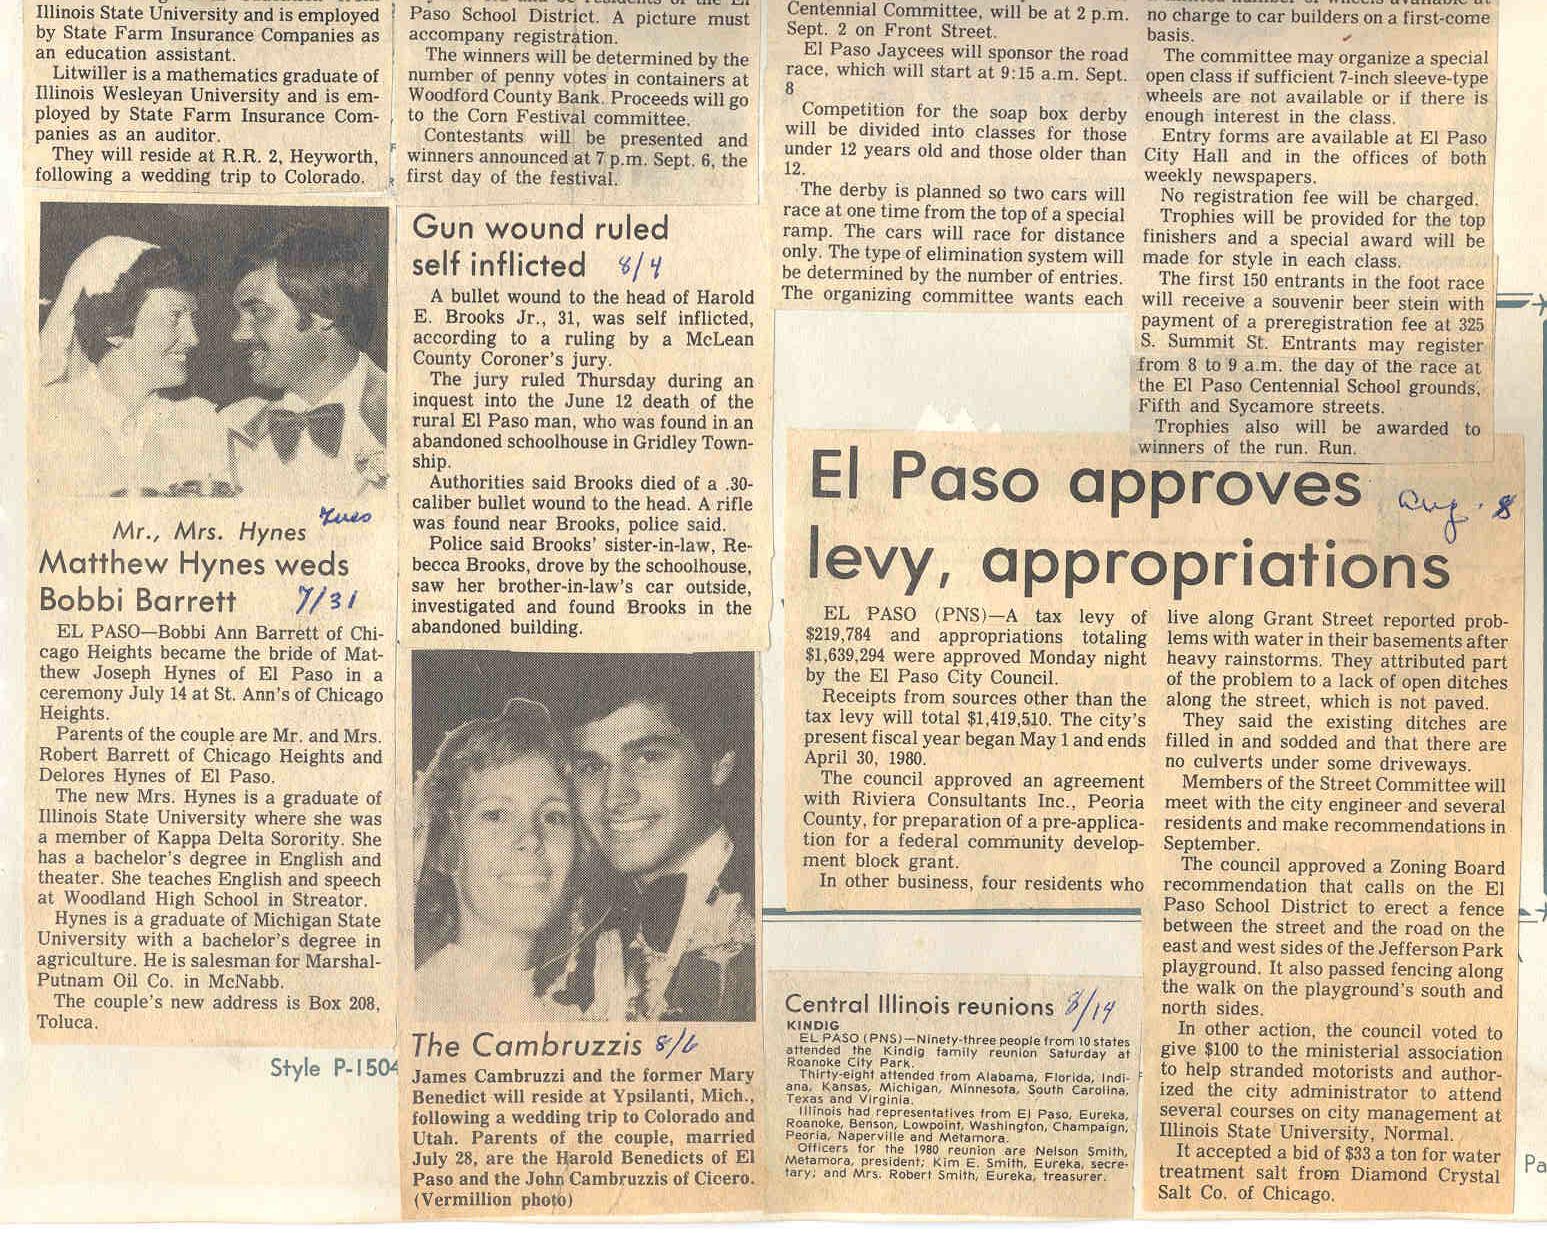 Illinois State University and is employed
by State Farm Insurance Companies as
an education assistant.
Litwiller is a mathematics graduate of
Illinois Wesleyan University and is em-
ployed by State Farm Insurance Com-
panies as an auditor.
They will reside at R.R. 2, Heyworth,
following a wedding trip to Colorado.
Mr., Mrs. Hynes
Tues
Matthew Hynes weds
Bobbi Barrett 7/31
EL PASO—Bobbi Ann Barrett of Chi-
cago Heights became the bride of Mat-
thew Joseph Hynes of El Paso in a
ceremony July 14 at St. Ann's of Chicago
Heights.
Parents of the couple are Mr. and Mrs.
Robert Barrett of Chicago Heights and
Delores Hynes of El Paso.
The new Mrs. Hynes is a graduate of
Illinois State University where she was
a member of Kappa Delta Sorority. She
has a bachelor's degree in English and
theater. She teaches English and speech
at Woodland High School in Streator.
Hynes is a graduate of Michigan State
University with a bachelor's degree in
agriculture. He is salesman for Marshal-
Putnam Oil Co. in McNabb.
The couple's new address is Box 208,
Toluca.
Style P-1504
Paso School District. A picture must
accompany registration.
The winners will be determined by the
number of penny votes in containers at
Woodford County Bank. Proceeds will go
to the Corn Festival committee.
Contestants will be presented and
winners announced at 7 p.m. Sept. 6, the
first day of the festival.
Gun wound ruled
self inflicted 8/4
A bullet wound to the head of Harold
E. Brooks Jr., 31, was self inflicted,
according to a ruling by a McLean
County Coroner's jury.
The jury ruled Thursday during an
inquest into the June 12 death of the
rural El Paso man, who was found in an
abandoned schoolhouse in Gridley Town-
ship.
Authorities said Brooks died of a .30-
caliber bullet wound to the head. A rifle
was found near Brooks, police said.
Police said Brooks' sister-in-law, Re-
becca Brooks, drove by the schoolhouse,
saw her brother-in-law's car outside,
investigated and found Brooks in the
abandoned building.
The Cambruzzis 8/6
James Cambruzzi and the former Mary
Benedict will reside at Ypsilanti, Mich.,
following a wedding trip to Colorado and
Utah. Parents of the couple, married
July 28, are the Harold Benedicts of El
Paso and the John Cambruzzis of Cicero.
(Vermillion photo)
Centennial Committee, will be at 2 p.m.
Sept. 2 on Front Street.
El Paso Jaycees will sponsor the road
race, which will start at 9:15 a.m. Sept.
8
Competition for the soap box derby
will be divided into classes for those
under 12 years old and those older than
12.
The derby is planned so two cars will
race at one time from the top of a special
ramp. The cars will race for distance
only. The type of elimination system will
be determined by the number of entries.
The organizing committee wants each
no charge to car builders on a first-come
basis.
The committee may organize a special
open class if sufficient 7-inch sleeve-type
wheels are not available or if there is
enough interest in the class.
Entry forms are available at El Paso
City Hall and in the offices of both
weekly newspapers.
No registration fee will be charged.
Trophies will be provided for the top
finishers and a special award will be
made for style in each class.
The first 150 entrants in the foot race
will receive a souvenir beer stein with
payment of a preregistration fee at 325
S. Summit St. Entrants may register
from 8 to 9 a.m. the day of the race at
the El Paso Centennial School grounds,
Fifth and Sycamore streets.
Trophies also will be awarded to
winners of the run. Run.
El Paso approves
Aug. 8
levy, appropriations
EL PASO (PNS)—A tax levy of
$219,784 and appropriations totaling
$1,639,294 were approved Monday night
by the El Paso City Council.
Receipts from sources other than the
tax levy will total $1,419,510. The city's
present fiscal year began May 1 and ends
April 30, 1980.
The council approved an agreement
with Riviera Consultants Inc., Peoria
County, for preparation of a pre-applica-
tion for a federal community develop-
ment block grant.
In other business, four residents who
live along Grant Street reported prob-
lems with water in their basements after
heavy rainstorms. They attributed part
of the problem to a lack of open ditches
along the street, which is not paved.
They said the existing ditches are
filled in and sodded and that there are
no culverts under some driveways.
Members of the Street Committee will
meet with the city engineer and several
residents and make recommendations in
September.
The council approved a Zoning Board
recommendation that calls on the El
Paso School District to erect a fence
between the street and the road on the
east and west sides of the Jefferson Park
playground. It also passed fencing along
the walk on the playground's south and
north sides.
In other action, the council voted to
give $100 to the ministerial association
to help stranded motorists and author-
ized the city administrator to attend
several courses on city management at
Illinois State University, Normal.
It accepted a bid of $33 a ton for water
treatment salt from Diamond Crystal
Salt Co. of Chicago.
Central Illinois reunions 8/14
KINDIG
EL PASO (PNS)—Ninety-three people from 10 states
attended the Kindig family reunion Saturday at
Roanoke City Park.
Thirty-eight attended from Alabama, Florida, Indi-
ana, Kansas, Michigan, Minnesota, South Carolina,
Texas and Virginia.
Illinois had representatives from El Paso, Eureka,
Roanoke, Benson, Lowpoint, Washington, Champaign,
Peoria, Naperville and Metamora.
Officers for the 1980 reunion are Nelson Smith,
Metamora, president; Kim E. Smith, Eureka, secre-
tary; and Mrs. Robert Smith, Eureka, treasurer.
Pa